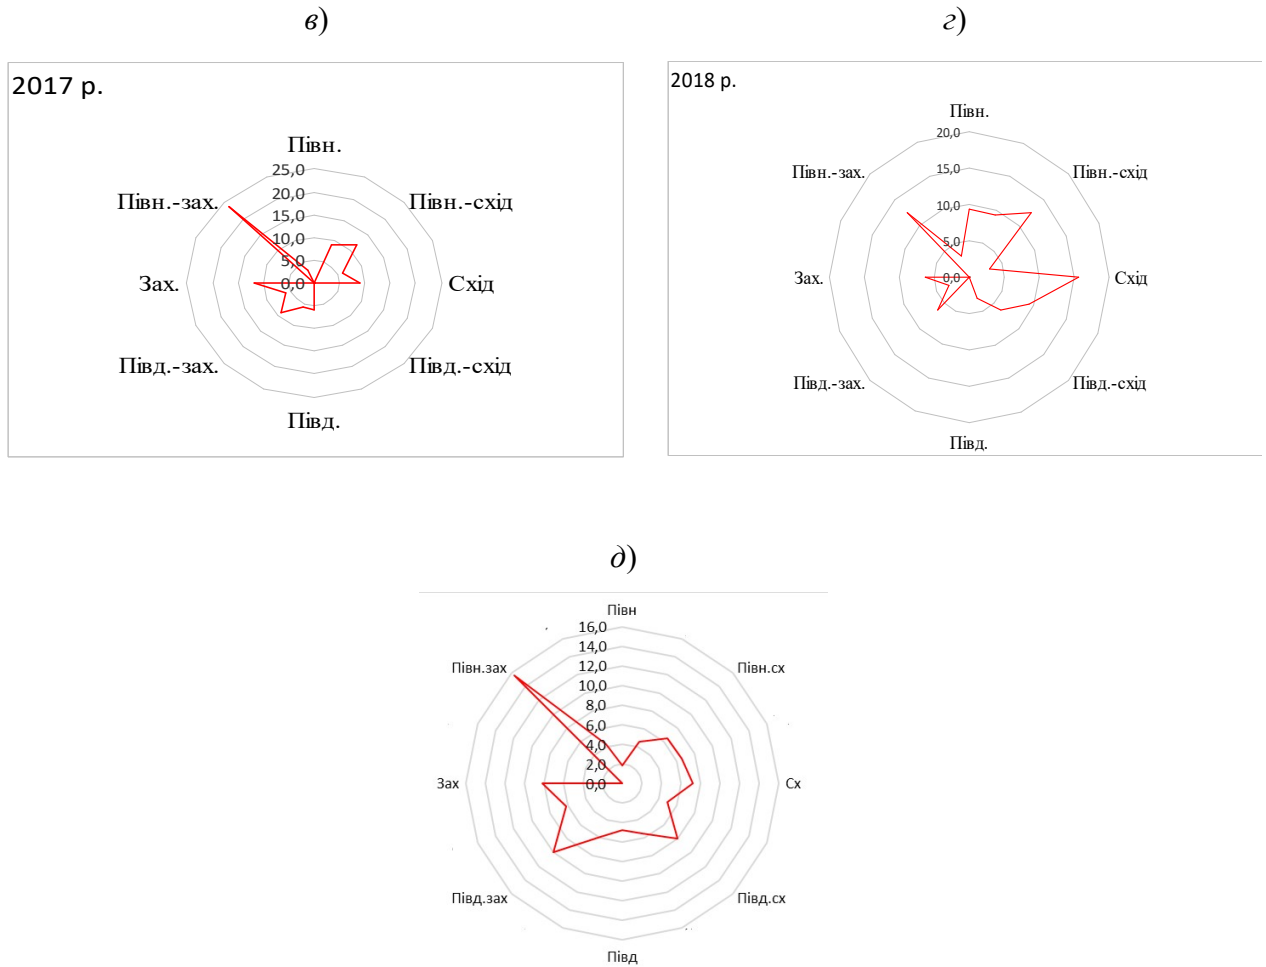 в)
г)
2017 р.
Півн.
25,0
20,0
15,0
10,0
5,0
0,0
Півн.-зах.
Півн.-схід
Зах.
Схід
Півд.-зах.
Півд.-схід
Півд.
2018 р.
Півн.
20,0
15,0
10,0
5,0
0,0
Півн.-зах.
Півн.-схід
Зах.
Схід
Півд.-зах.
Півд.-схід
Півд.
д)
Півн
16,0
14,0
12,0
10,0
8,0
6,0
4,0
2,0
0,0
Півн.зах
Півн.сх
Зах
Сх
Півд.зах
Півд.сх
Півд